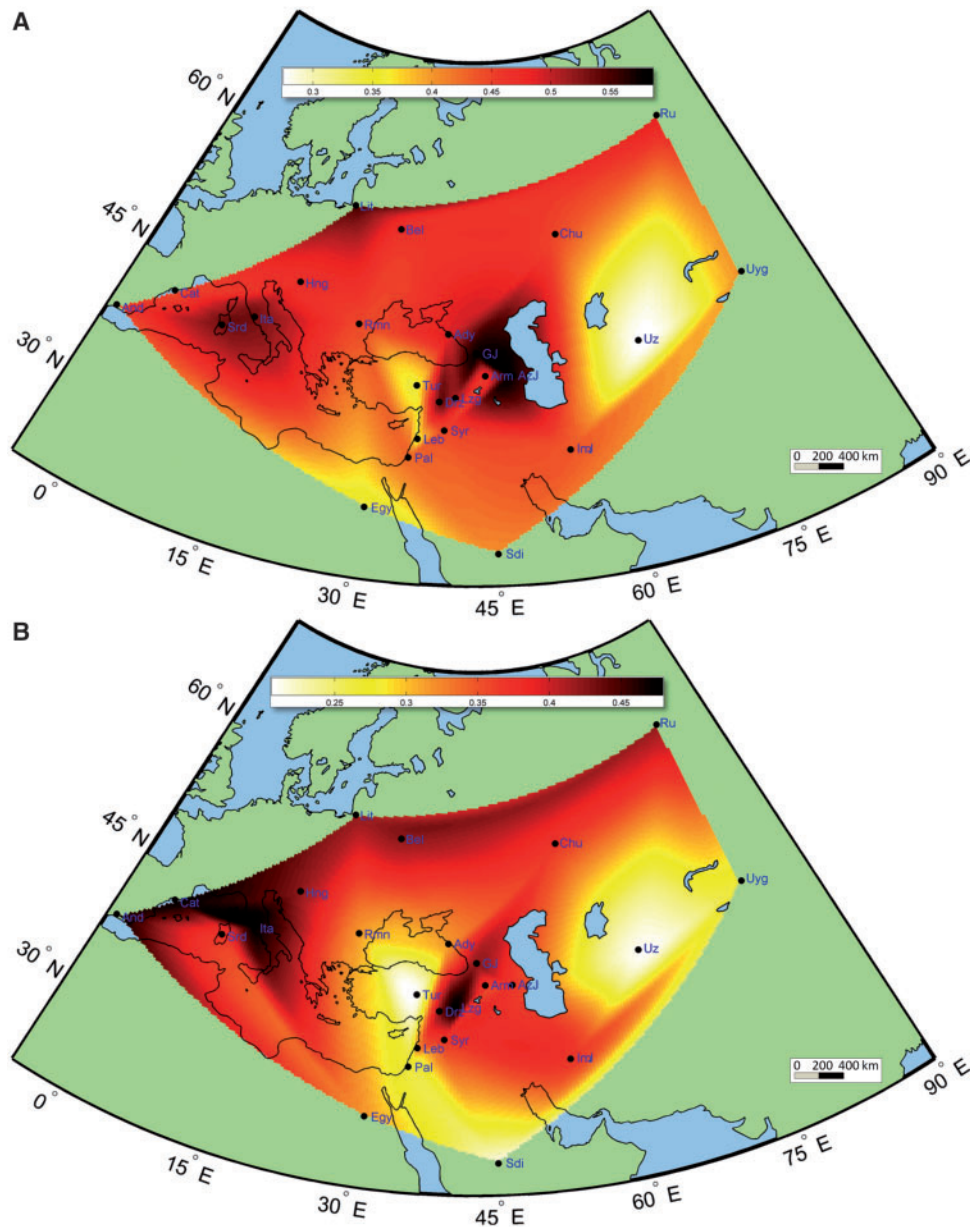 A
0.3 0.35 0.4 0.45 0.5 0.55
60° N
45° N
30° N
Ru
Lit
Bel
Chu
Uyg
Cat
And
Hng
Ita
Srd
Rmn
Ady
Uz
GJ
Arm AzJ
Tur
Lzg
Syr
Leb
Pal
Iml
Egy
Sdi
0 200 400 km
0°
15° E
30° E
45° E
60° E
75° E
90° E
B
0.25 0.3 0.35 0.4 0.45
60° N
45° N
30° N
Ru
Lit
Bel
Chu
Uyg
Hng
Cat
And
Ita
Srd
Rmn
Ady
Uz
GJ
Arm AzJ
Tur
Lzg
Drz
Syr
Leb
Pal
Iml
Egy
Sdi
0 200 400 km
0°
15° E
30° E
45° E
60° E
75° E
90° E